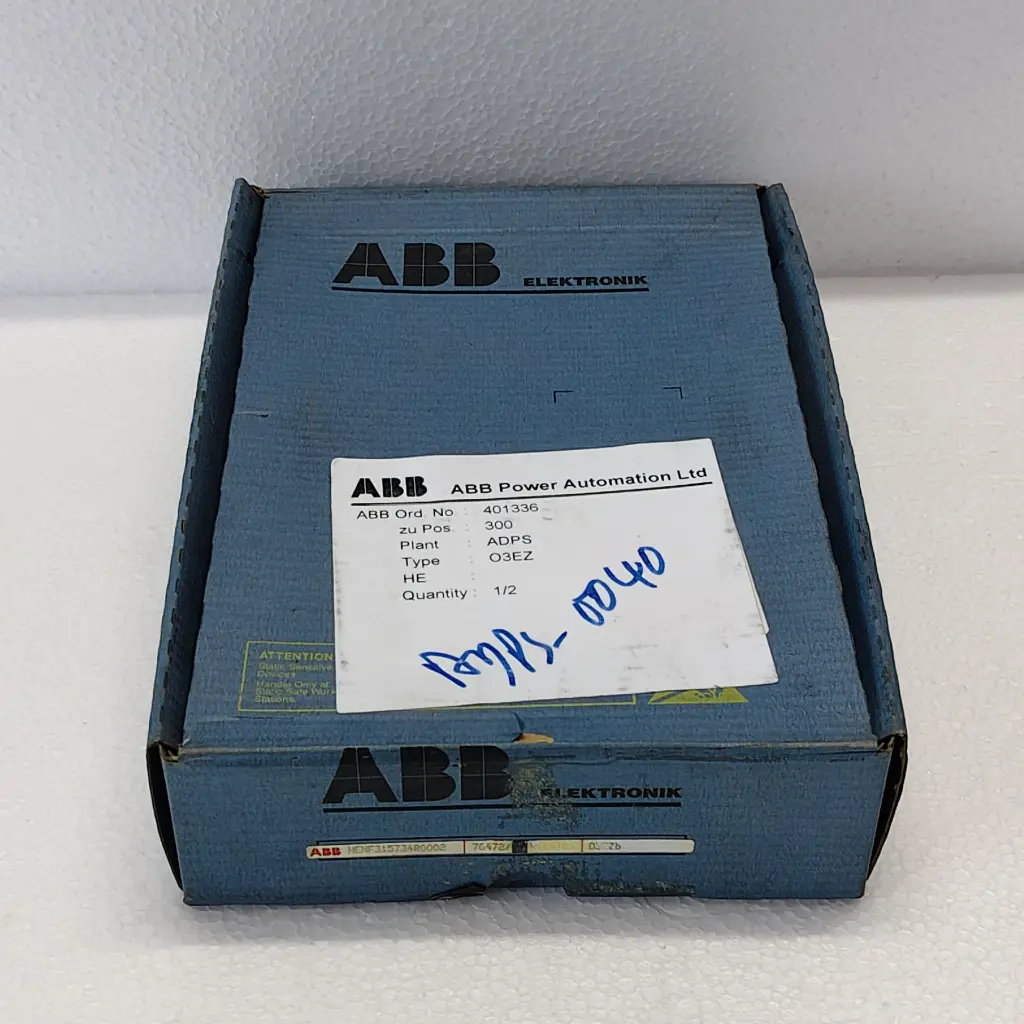 ABB ELEKTRONIK
ABB ABB Power Automation Ltd
ABB Ord. No. : 401336
zu Pos. : 300
Plant : ADPS
Type : O3EZ
HE :
Quantity : 1/2
ADPS-0040
ATTENTION
Static Sensitive
Devices
Handle Only at
Static Safe Work
Stations.
ABB ELEKTRONIK
ABB HENF315734R0002 76472/